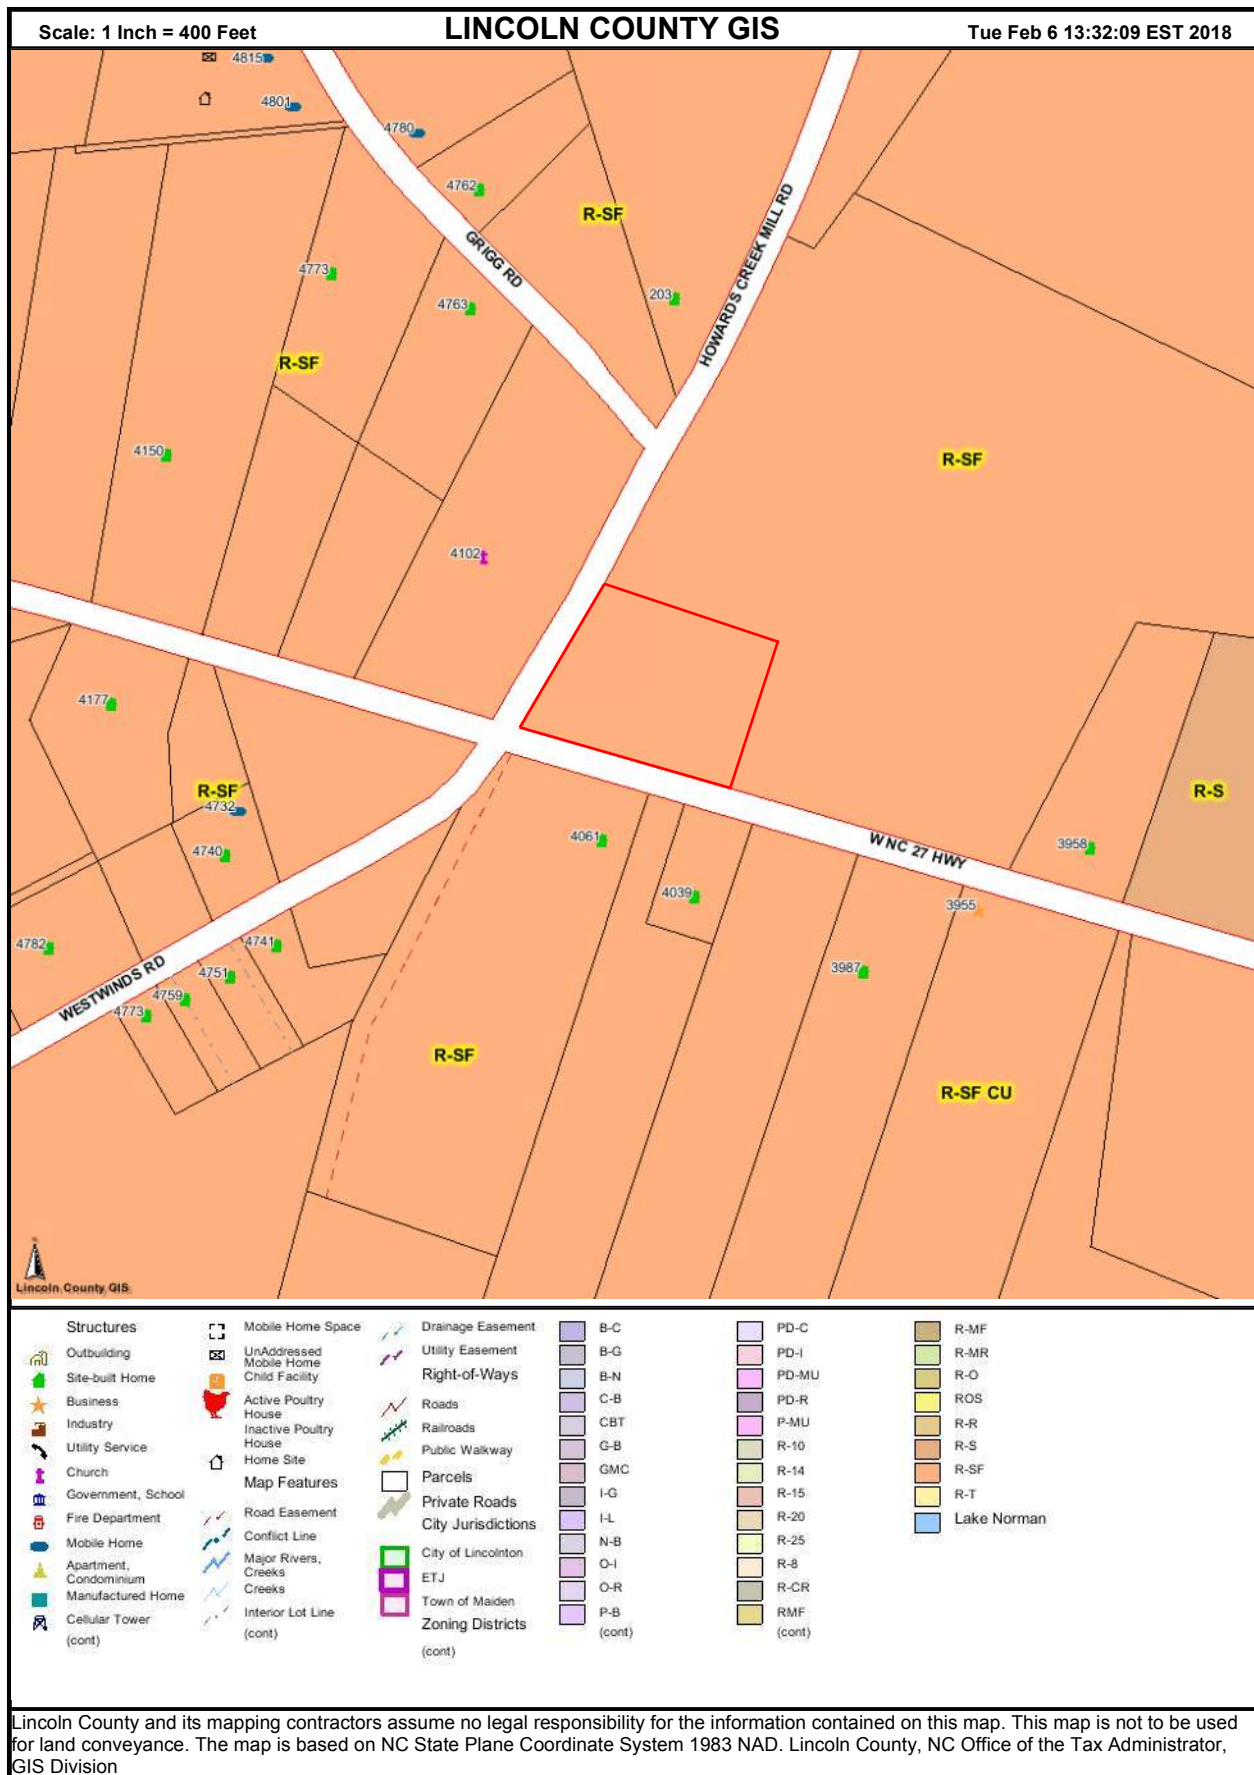 Scale: 1 Inch = 400 Feet
LINCOLN COUNTY GIS
Tue Feb 6 13:32:09 EST 2018
4815
4801
4780
4762
R-SF
GRIGG RD
HOWARDS CREEK MILL RD
4773
4763
203
R-SF
4150
R-SF
4102
4177
R-SF
4732
R-S
4740
4061
W NC 27 HWY
3958
4039
3955
4782
4741
4751
3987
WESTWINDS RD
4759
4773
R-SF
R-SF CU
Lincoln County GIS
Structures
Outbuilding
Site-built Home
Business
Industry
Utility Service
Church
Government, School
Fire Department
Mobile Home
Apartment,
Condominium
Manufactured Home
Cellular Tower
(cont)
Mobile Home Space
UnAddressed
Mobile Home
Child Facility
Active Poultry
House
Inactive Poultry
House
Home Site
Map Features
Road Easement
Conflict Line
Major Rivers,
Creeks
Creeks
Interior Lot Line
(cont)
Drainage Easement
Utility Easement
Right-of-Ways
Roads
Railroads
Public Walkway
Parcels
Private Roads
City Jurisdictions
City of Lincolnton
ETJ
Town of Maiden
Zoning Districts
(cont)
B-C
B-G
B-N
C-B
CBT
G-B
GMC
I-G
I-L
N-B
O-I
O-R
P-B
(cont)
PD-C
PD-I
PD-MU
PD-R
P-MU
R-10
R-14
R-15
R-20
R-25
R-8
R-CR
RMF
(cont)
R-MF
R-MR
R-O
ROS
R-R
R-S
R-SF
R-T
Lake Norman
Lincoln County and its mapping contractors assume no legal responsibility for the information contained on this map. This map is not to be used
for land conveyance. The map is based on NC State Plane Coordinate System 1983 NAD. Lincoln County, NC Office of the Tax Administrator,
GIS Division